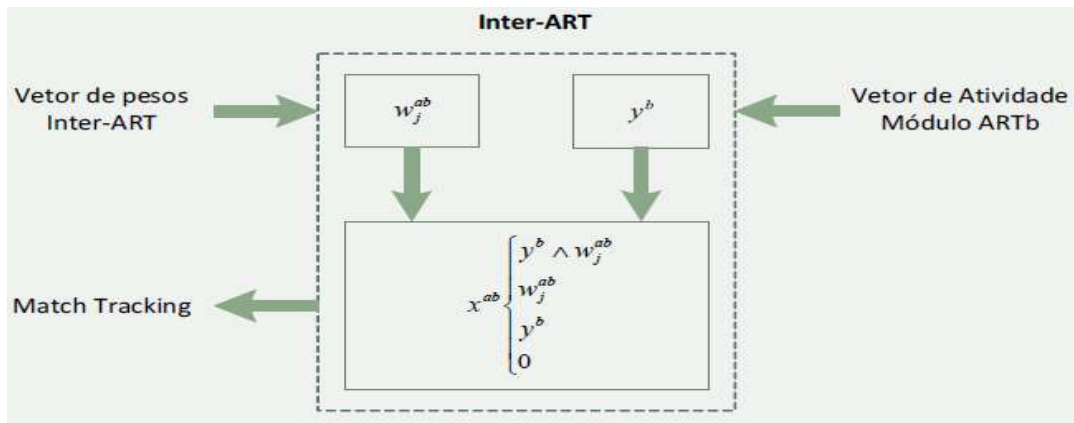 Inter-ART
Vetor de pesos
Inter-ART
w_j^{ab}
y^b
Vetor de Atividade
Módulo ARTb
x^{ab} {
y^b ∧ w_j^{ab}
w_j^{ab}
y^b
0
Match Tracking